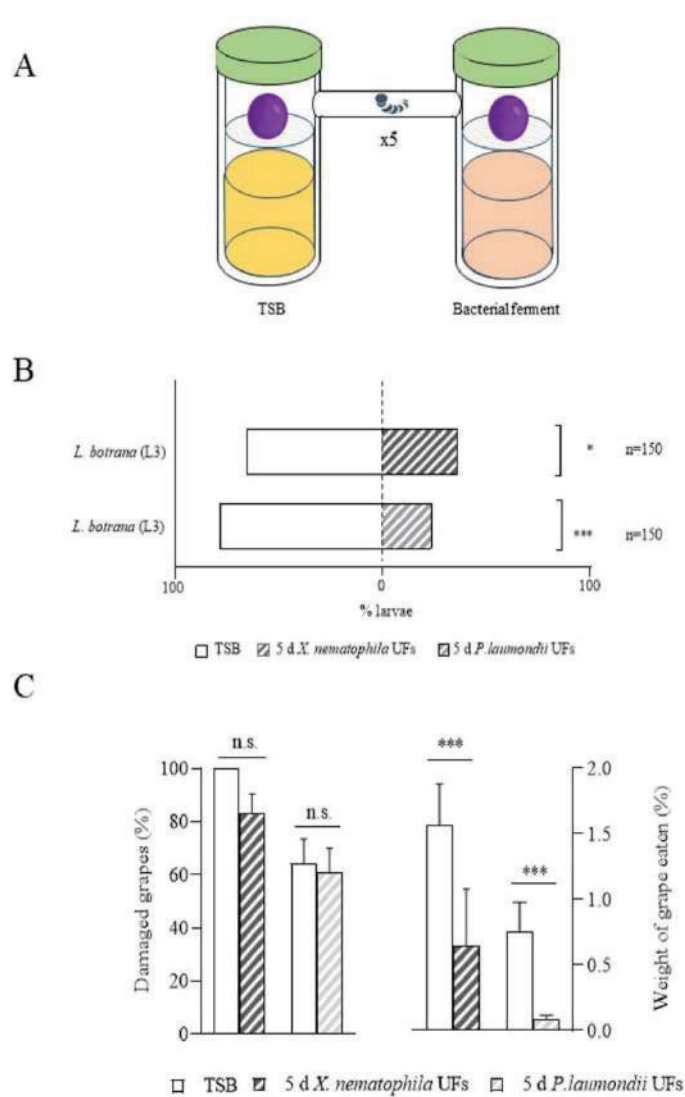 A
x5
TSB
Bacterial ferment
B
L. botrana (L3)
*
n=150
L. botrana (L3)
***
n=150
100
0
100
% larvae
TSB 5 d X. nematophila UFs 5 d P.laumondii UFs
C
n.s.
n.s.
***
***
Damaged grapes (%)
100
80
60
40
20
0
2.0
1.5
1.0
0.5
0.0
Weight of grape eaten (%)
TSB 5 d X. nematophila UFs 5 d P.laumondii UFs